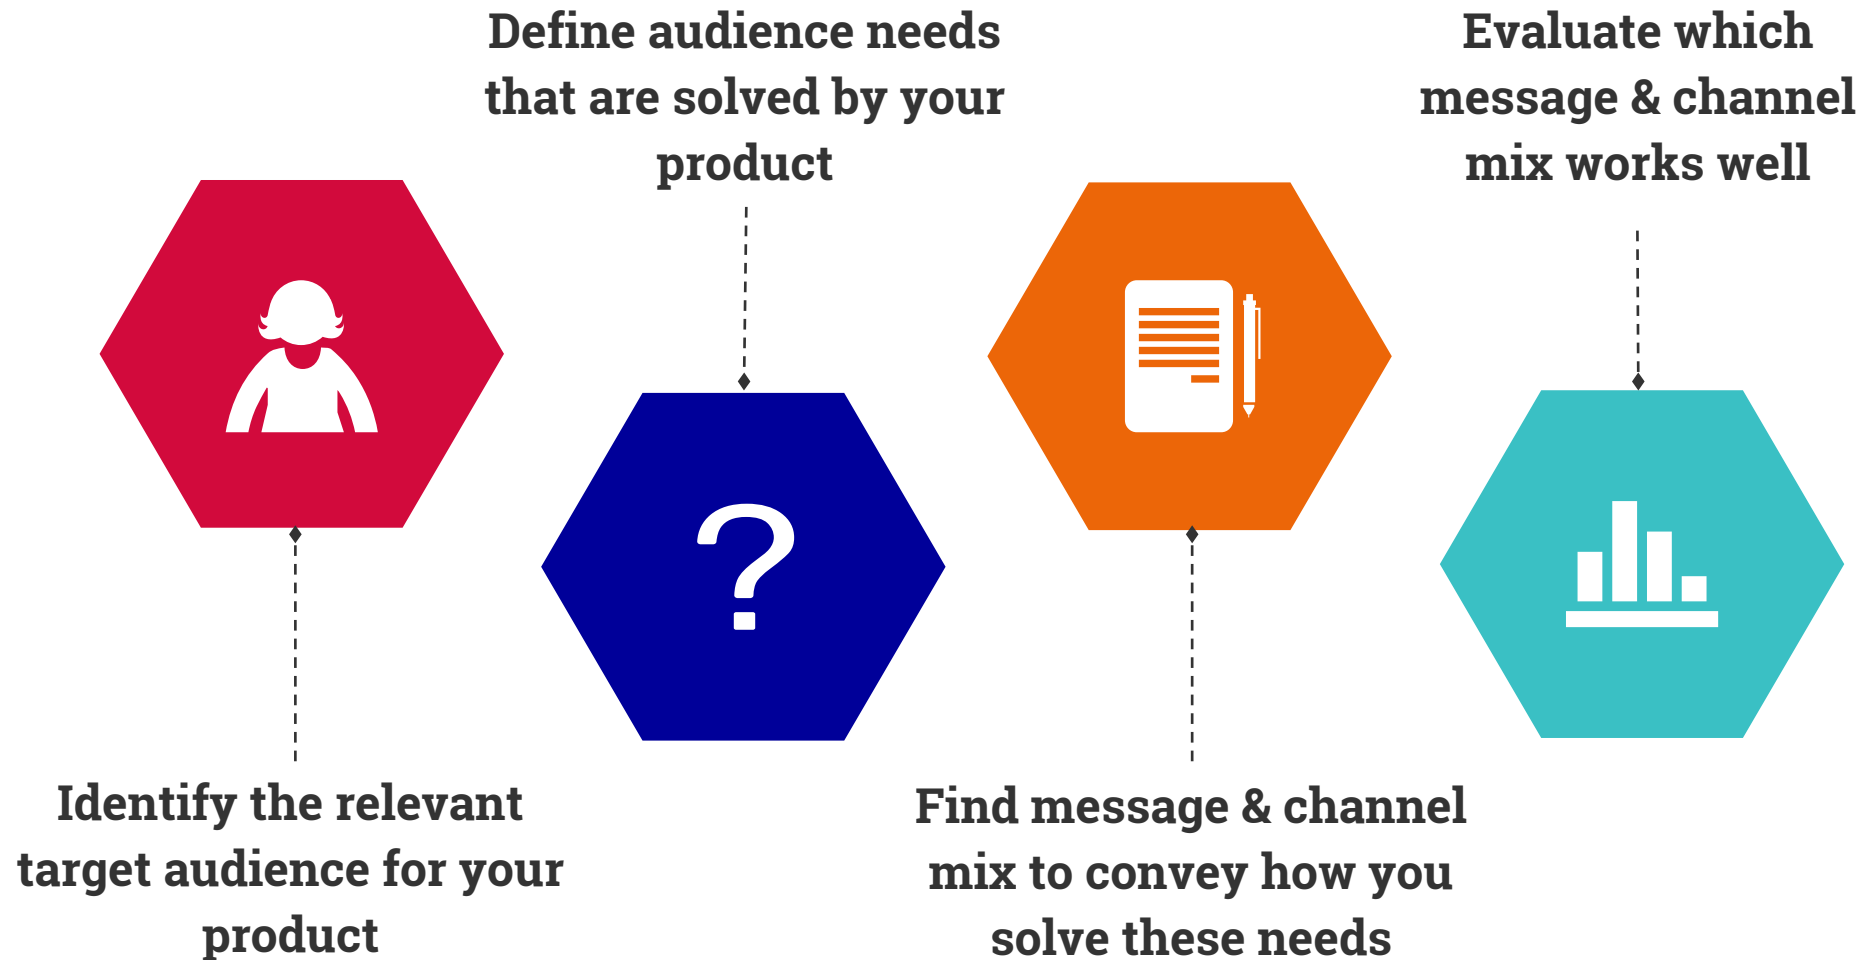 Define audience needs
that are solved by your
product
Evaluate which
message & channel
mix works well
?
Identify the relevant
target audience for your
product
Find message & channel
mix to convey how you
solve these needs